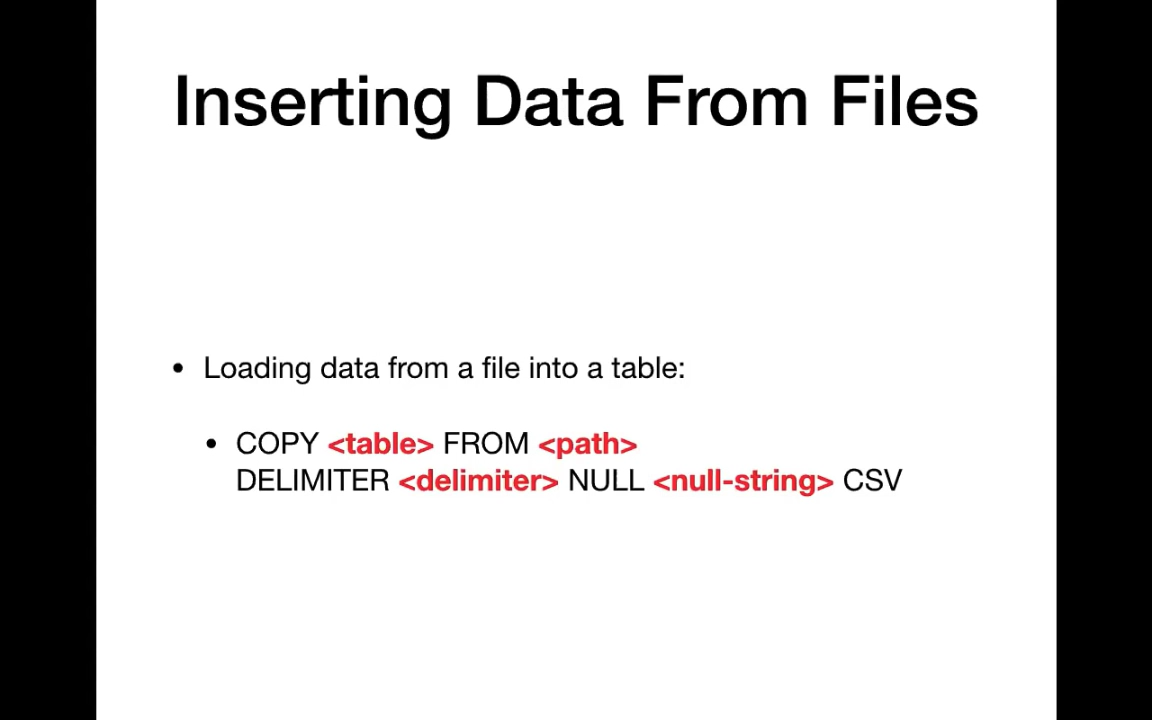 Inserting Data From Files
• Loading data from a file into a table:
• COPY <table> FROM <path>
DELIMITER <delimiter> NULL <null-string> CSV